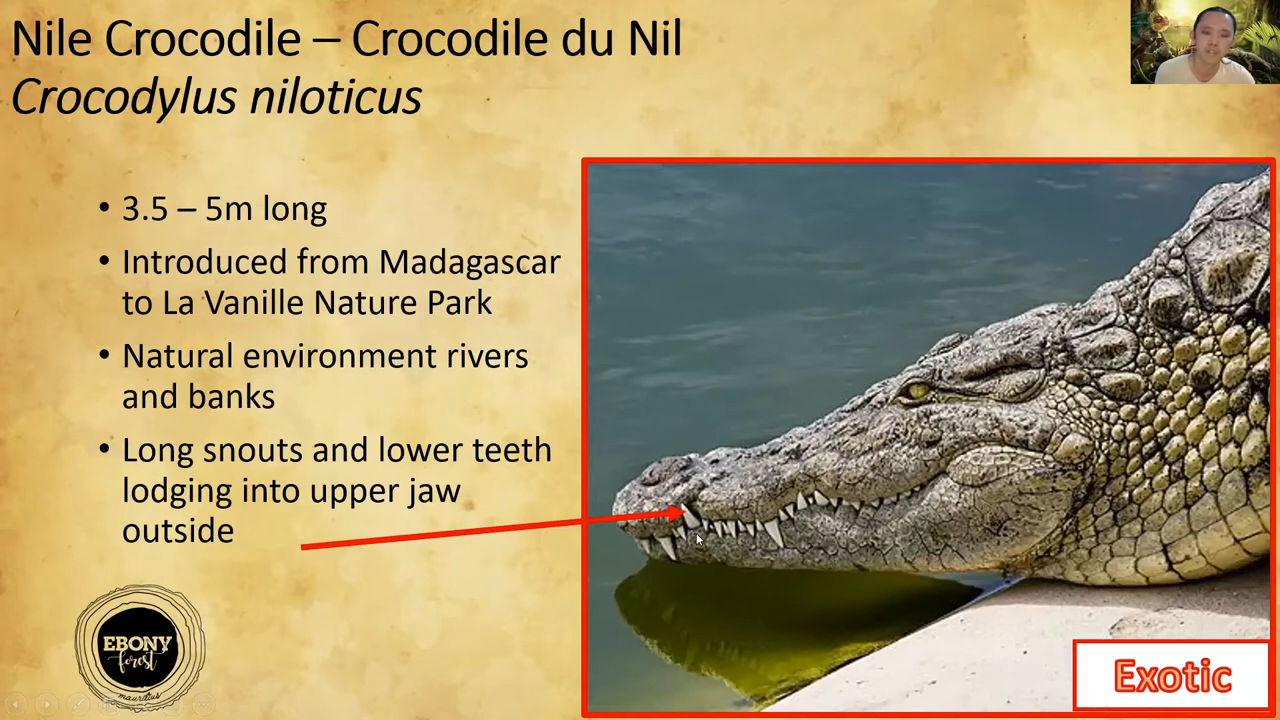 Nile Crocodile – Crocodile du Nil
Crocodylus niloticus
• 3.5 – 5m long
• Introduced from Madagascar
to La Vanille Nature Park
• Natural environment rivers
and banks
• Long snouts and lower teeth
lodging into upper jaw
outside
EBONY
forest
mauritius
Exotic